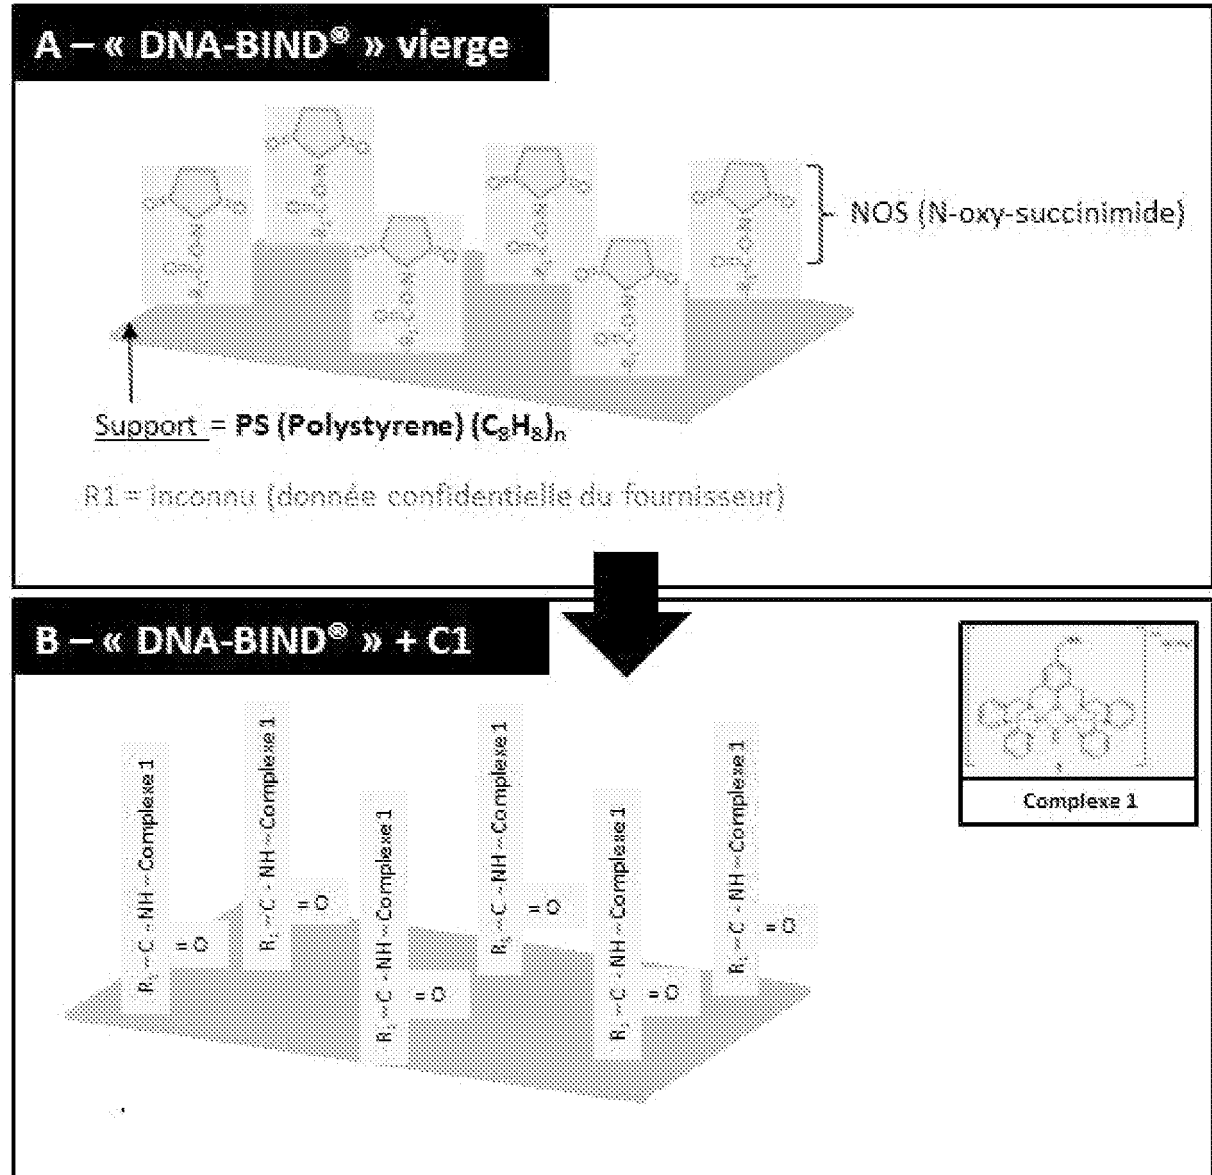 A – « DNA-BIND® » vierge
NOS (N-oxy-succinimide)
Support = PS (Polystyrene) (C₈H₈)ₙ
R1 = inconnu (donnée confidentielle du fournisseur)
B – « DNA-BIND® » + C1
R₁ – C - NH – Complexe 1
= O
R₁ – C - NH – Complexe 1
= O
R₁ – C - NH – Complexe 1
= O
R₁ – C - NH – Complexe 1
= O
R₁ – C - NH – Complexe 1
= O
R₁ – C - NH – Complexe 1
= O
Complexe 1